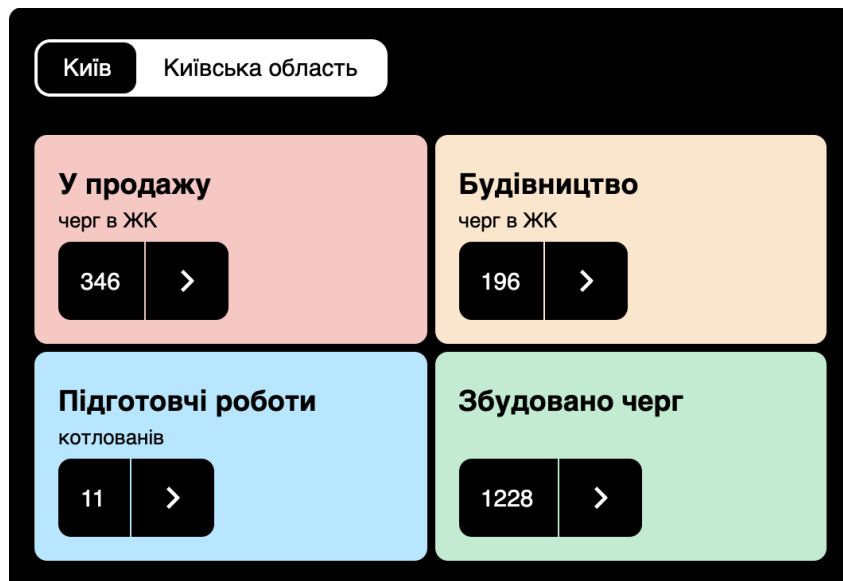 Київ
Київська область
У продажу
черг в ЖК
346
Будівництво
черг в ЖК
196
Підготовчі роботи
котлованів
11
Збудовано черг
1228